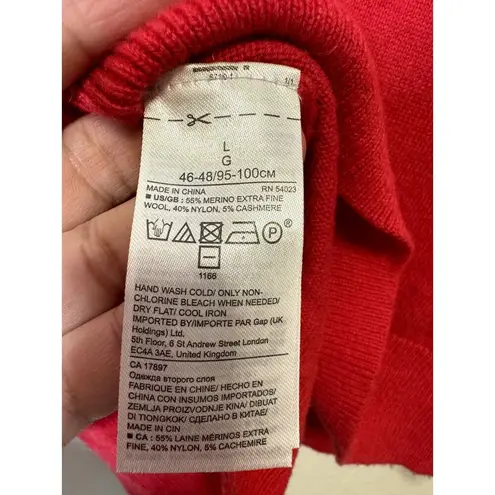 1/1
L
G
46-48/95-100CM
MADE IN CHINA RN 54023
■ US/GB : 55% MERINO EXTRA FINE
WOOL, 40% NYLON, 5% CASHMERE
P
1166
HAND WASH COLD/ ONLY NON-
CHLORINE BLEACH WHEN NEEDED/
DRY FLAT/ COOL IRON
IMPORTED BY/IMPORTE PAR Gap (UK
Holdings) Ltd.
5th Floor, 6 St Andrew Street London
EC4A 3AE, United Kingdom
CA 17897
Одежда второго слоя
FABRIQUE EN CHINE/ HECHO EN
CHINA CON INSUMOS IMPORTADOS/
ZEMLJA PROIZVODNJE KINA/ DIBUAT
DI TIONGKOK/ СДЕЛАНО В КИТАЕ/
MADE IN CIN
■ CA : 55% LAINE MÉRINOS EXTRA
FINE, 40% NYLON, 5% CACHEMIRE